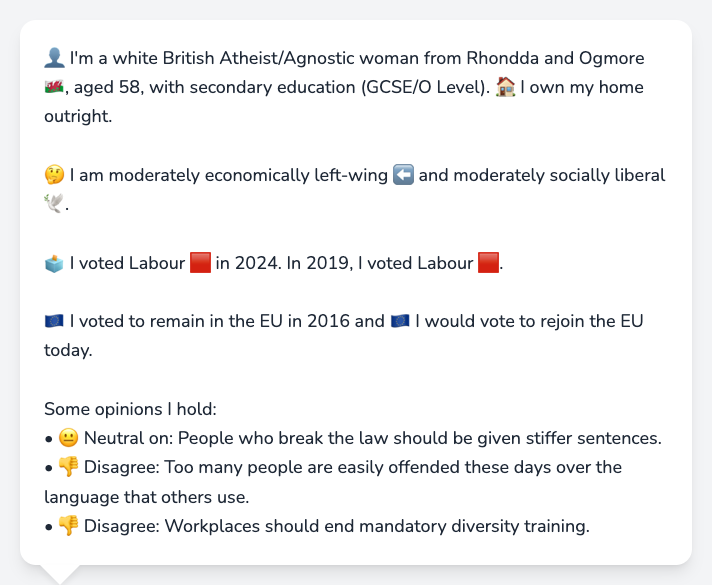 👤 I'm a white British Atheist/Agnostic woman from Rhondda and Ogmore
🏴󠁧󠁢󠁷󠁬󠁳󠁿, aged 58, with secondary education (GCSE/O Level). 🏠 I own my home
outright.
🤔 I am moderately economically left-wing ⬅️ and moderately socially liberal
🕊️.
🗳️ I voted Labour 🟥 in 2024. In 2019, I voted Labour 🟥.
🇪🇺 I voted to remain in the EU in 2016 and 🇪🇺 I would vote to rejoin the EU
today.
Some opinions I hold:
• 😐 Neutral on: People who break the law should be given stiffer sentences.
• 👎 Disagree: Too many people are easily offended these days over the
language that others use.
• 👎 Disagree: Workplaces should end mandatory diversity training.